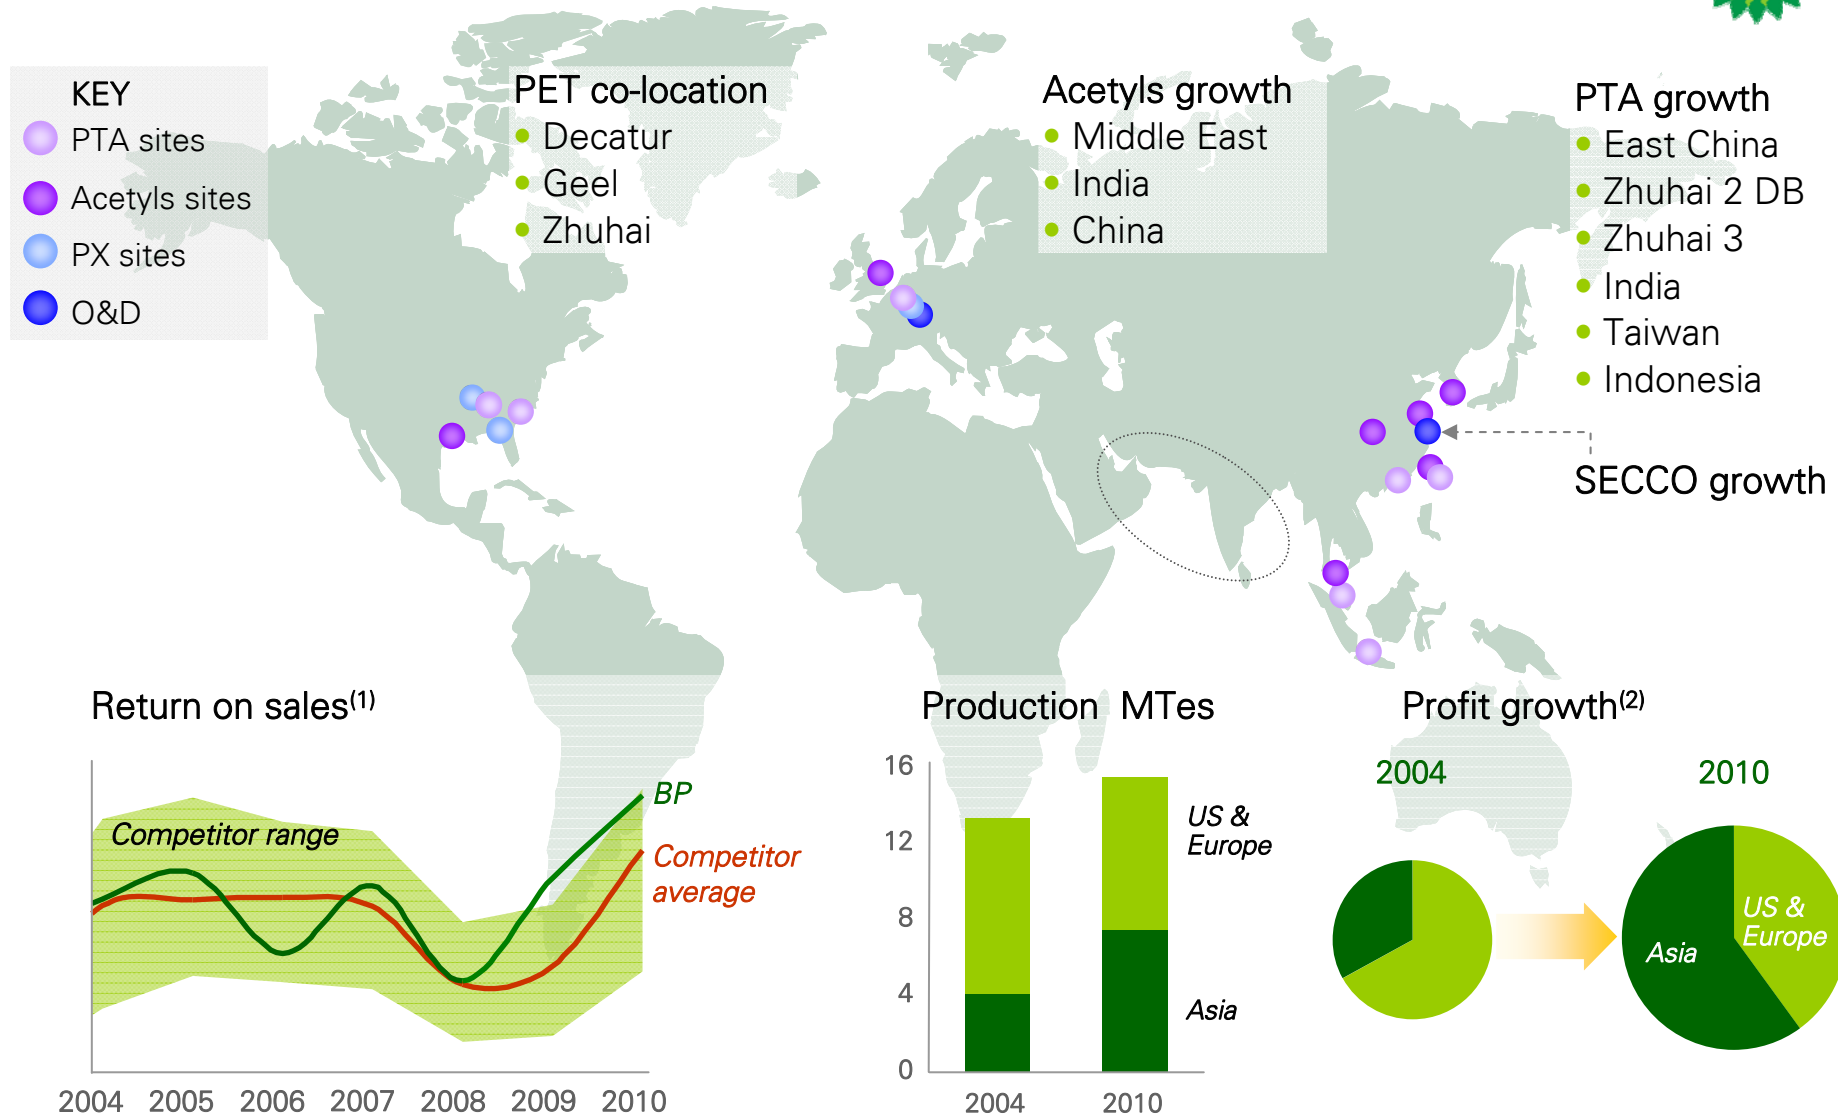 KEY
PTA sites
Acetyls sites
PX sites
O&D
PET co-location
Decatur
Geel
Zhuhai
Acetyls growth
Middle East
India
China
PTA growth
East China
Zhuhai 2 DB
Zhuhai 3
India
Taiwan
Indonesia
SECCO growth
Return on sales(1)
Competitor range
BP
Competitor
average
2004 2005 2006 2007 2008 2009 2010
Production MTes
16
12
8
4
0
US &
Europe
Asia
2004 2010
Profit growth(2)
2004
2010
Asia
US &
Europe